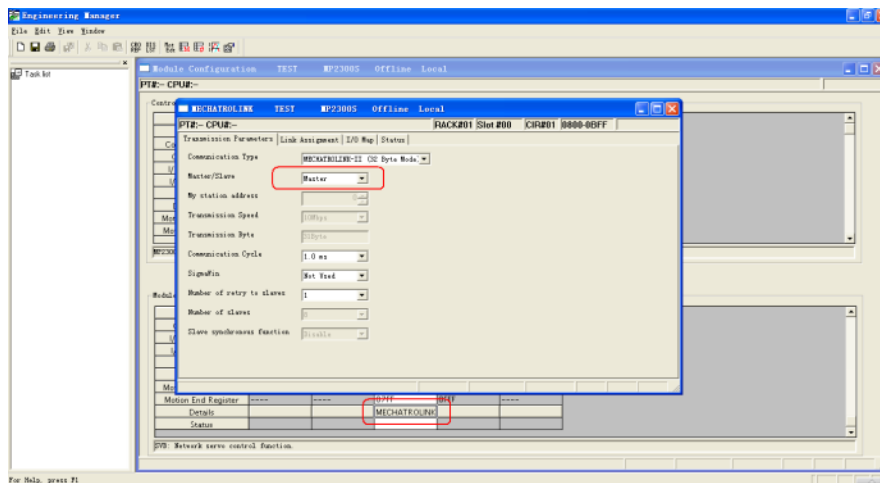 Engineering Manager
File Edit View Window
Task list
Module Configuration TEST MP2300S Offline Local
PT#:- CPU#:-
MECHATROLINK TEST MP2300S Offline Local
PT#:- CPU#:- RACK#01 Slot #00 CIR#01 0800-0BFF
Transmission Parameters Link Assignment I/O Map Status
Communication Type MECHATROLINK-II (32 Byte Mode)
Master/Slave Master
My station address 0
Transmission Speed 10Mbps
Transmission Byte 32Byte
Communication Cycle 1.0 ms
SigmaWin Not Used
Number of retry to slaves 1
Number of slaves 0
Slave synchronous function Disable
Motion End Register ---- ---- 07FF 0FFF ----
Details MECHATROLINK
Status
SVB: Network servo control function.
For Help, press F1